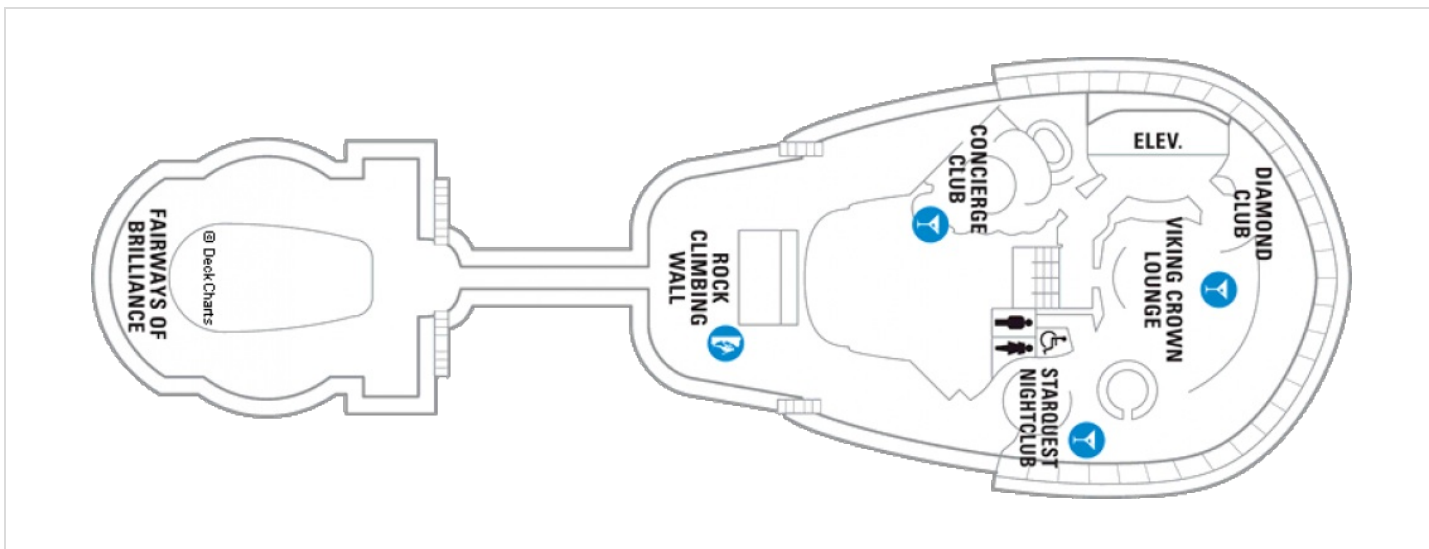 FAIRWAYS OF
BRILLIANCE
© DeckCharts
ROCK
CLIMBING
WALL
CONCIERGE
CLUB
ELEV.
DIAMOND
CLUB
VIKING CROWN
LOUNGE
STARQUEST
NIGHTCLUB